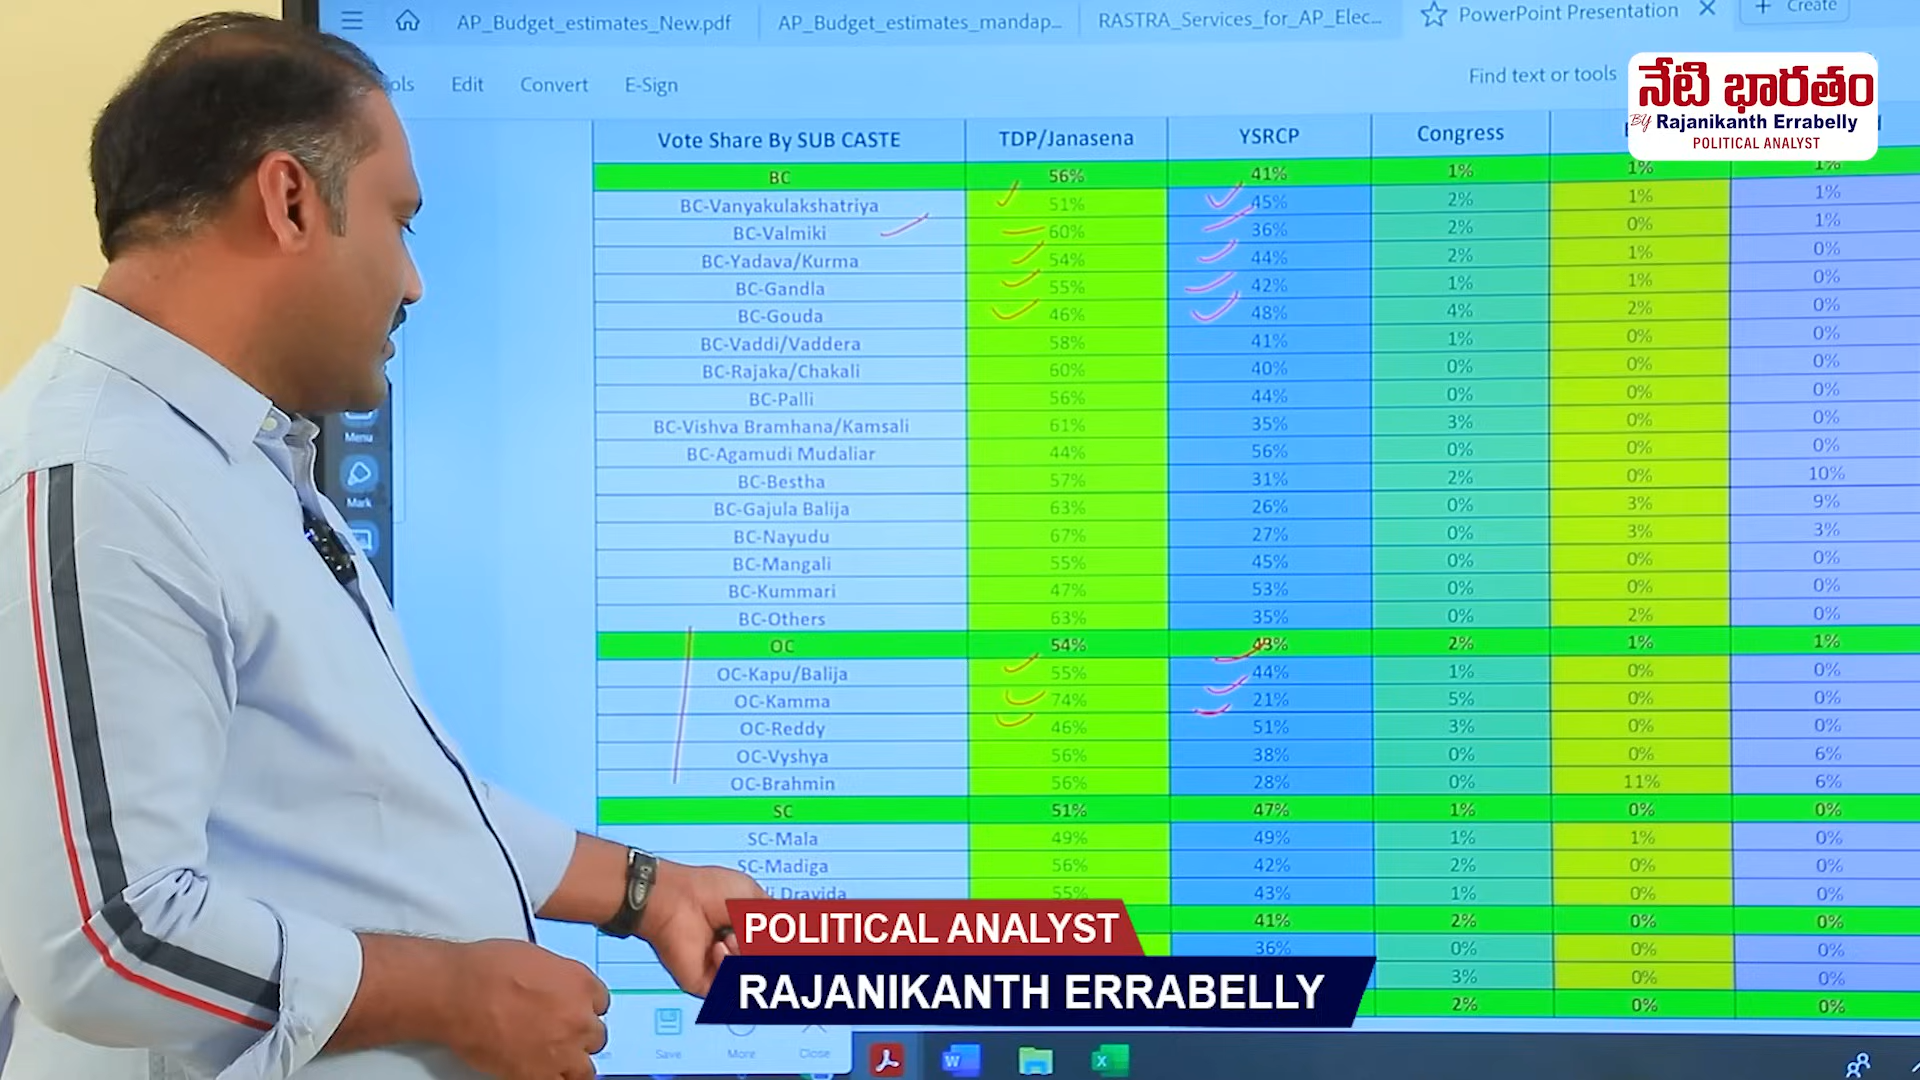 AP_Budget_estimates_New.pdf AP_Budget_estimates_mandap... RASTRA_Services_for_AP_Elec... PowerPoint Presentation Create
Edit Convert E-Sign Find text or tools
నేటి భారతం
BY Rajanikanth Errabelly
POLITICAL ANALYST
Vote Share By SUB CASTE TDP/Janasena YSRCP Congress
BC 56% 41% 1% 1% 1%
BC-Vanyakulakshatriya 51% 45% 2% 1% 1%
BC-Valmiki 60% 36% 2% 0% 1%
BC-Yadava/Kurma 54% 44% 2% 1% 0%
BC-Gandla 55% 42% 1% 1% 0%
BC-Gouda 46% 48% 4% 2% 0%
BC-Vaddi/Vaddera 58% 41% 1% 0% 0%
BC-Rajaka/Chakali 60% 40% 0% 0% 0%
BC-Palli 56% 44% 0% 0% 0%
BC-Vishva Bramhana/Kamsali 61% 35% 3% 0% 0%
BC-Agamudi Mudaliar 44% 56% 0% 0% 0%
BC-Bestha 57% 31% 2% 0% 10%
BC-Gajula Balija 63% 26% 0% 3% 9%
BC-Nayudu 67% 27% 0% 3% 3%
BC-Mangali 55% 45% 0% 0% 0%
BC-Kummari 47% 53% 0% 0% 0%
BC-Others 63% 35% 0% 2% 0%
OC 54% 43% 2% 1% 1%
OC-Kapu/Balija 55% 44% 1% 0% 0%
OC-Kamma 74% 21% 5% 0% 0%
OC-Reddy 46% 51% 3% 0% 0%
OC-Vyshya 56% 38% 0% 0% 6%
OC-Brahmin 56% 28% 0% 11% 6%
SC 51% 47% 1% 0% 0%
SC-Mala 49% 49% 1% 1% 0%
SC-Madiga 56% 42% 2% 0% 0%
Dravida 55% 43% 1% 0% 0%
41% 2% 0% 0%
36% 0% 0% 0%
3% 0% 0%
2% 0% 0%
Menu
Mark
POLITICAL ANALYST
RAJANIKANTH ERRABELLY
Save More Close